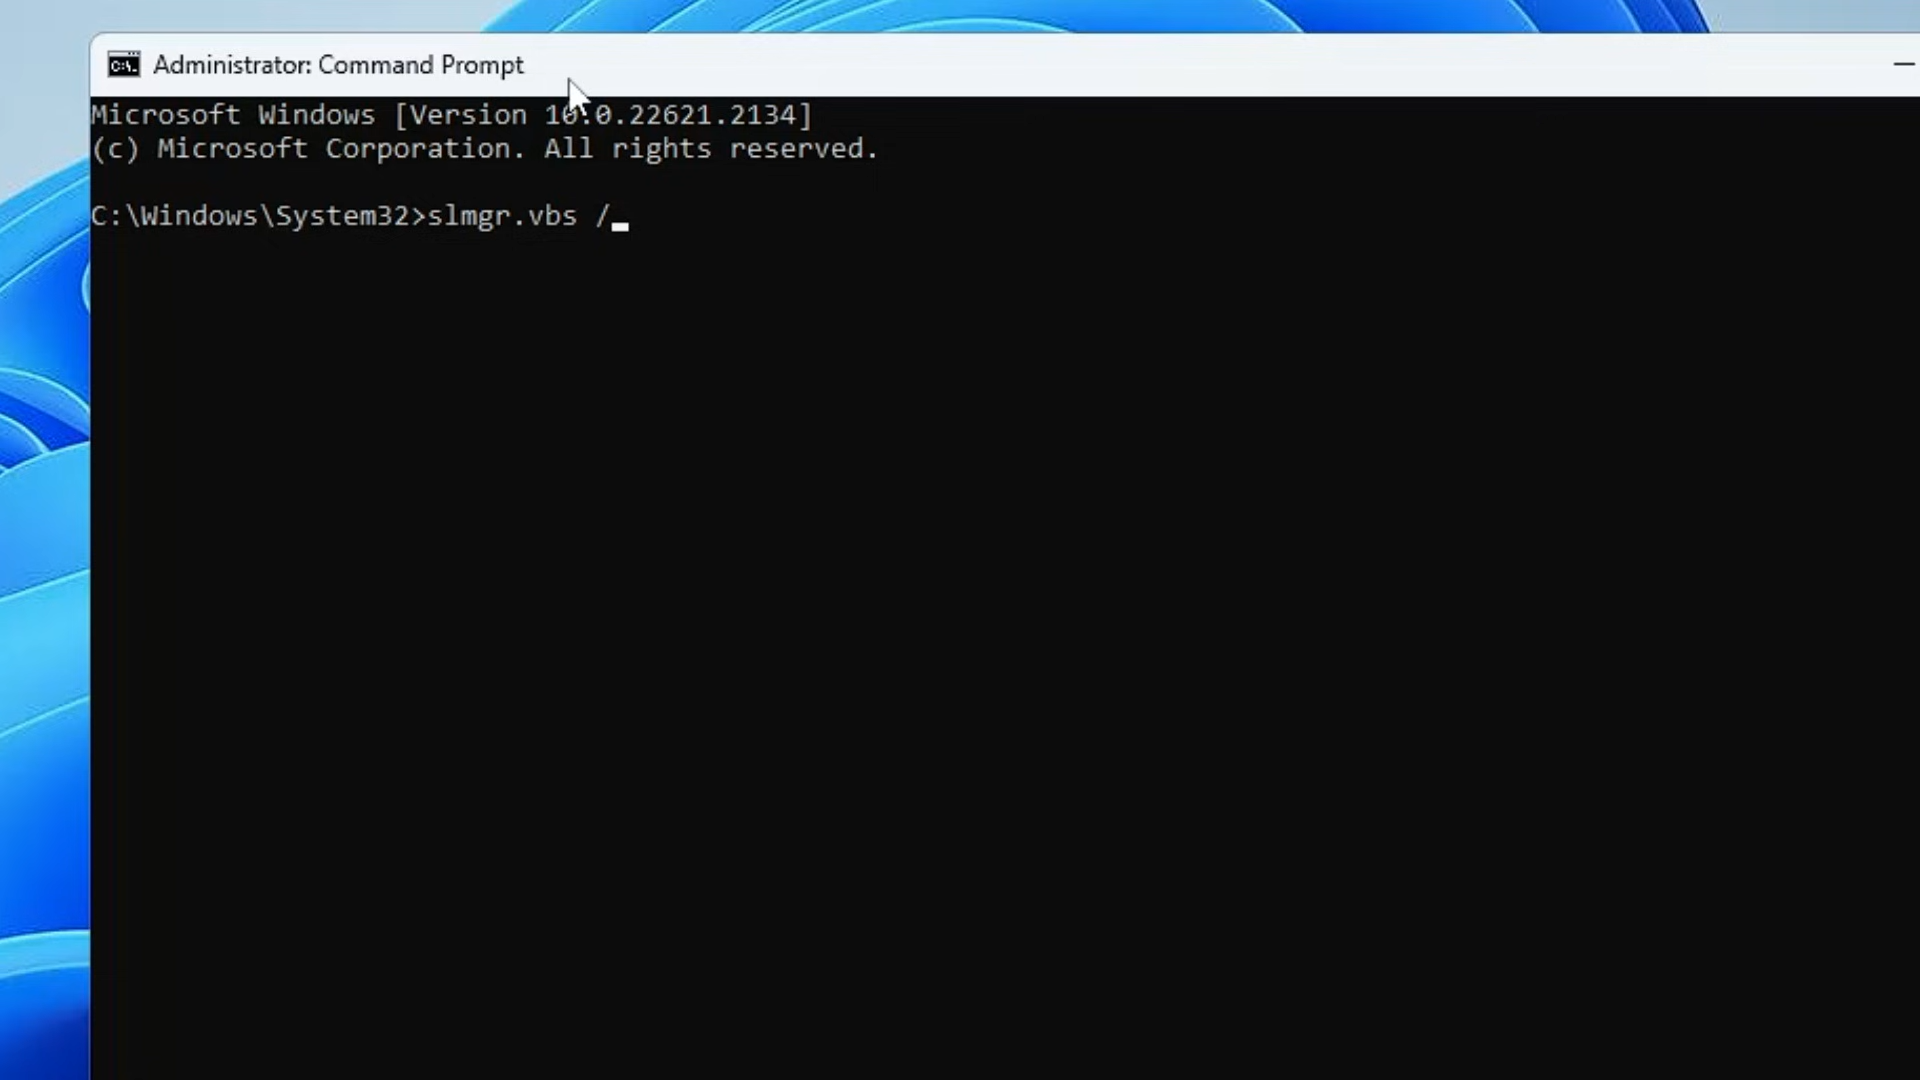 Administrator: Command Prompt
Microsoft Windows [Version 10.0.22621.2134]
(c) Microsoft Corporation. All rights reserved.
C:\Windows\System32>slmgr.vbs /